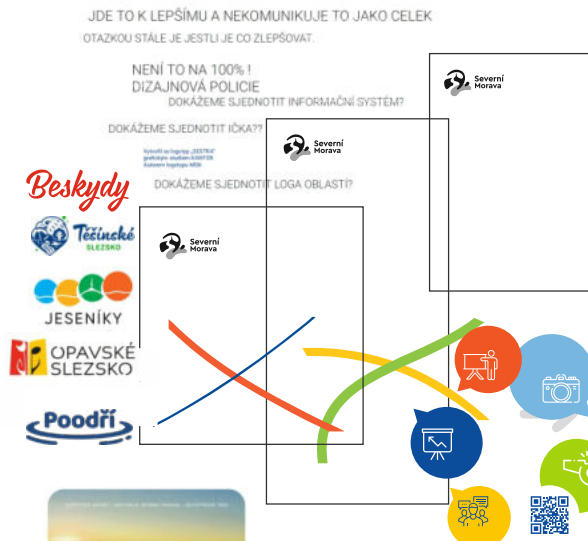 JDE TO K LEPŠÍMU A NEKOMUNIKUJE TO JAKO CELEK
OTAZKOU STÁLE JE JESTLI JE CO ZLEPŠOVAT.
NENÍ TO NA 100% !
DIZAJNOVÁ POLICIE
DOKÁŽEME SJEDNOTIT INFORMAČNÍ SYSTÉM?
Severní
Morava
DOKÁŽEME SJEDNOTIT IČKA??
Severní
Morava
DOKÁŽEME SJEDNOTIT LOGA OBLASTÍ?
Beskydy
Těšínské
SLEZSKO
Severní
Morava
JESENÍKY
OPAVSKÉ
SLEZSKO
Poodří